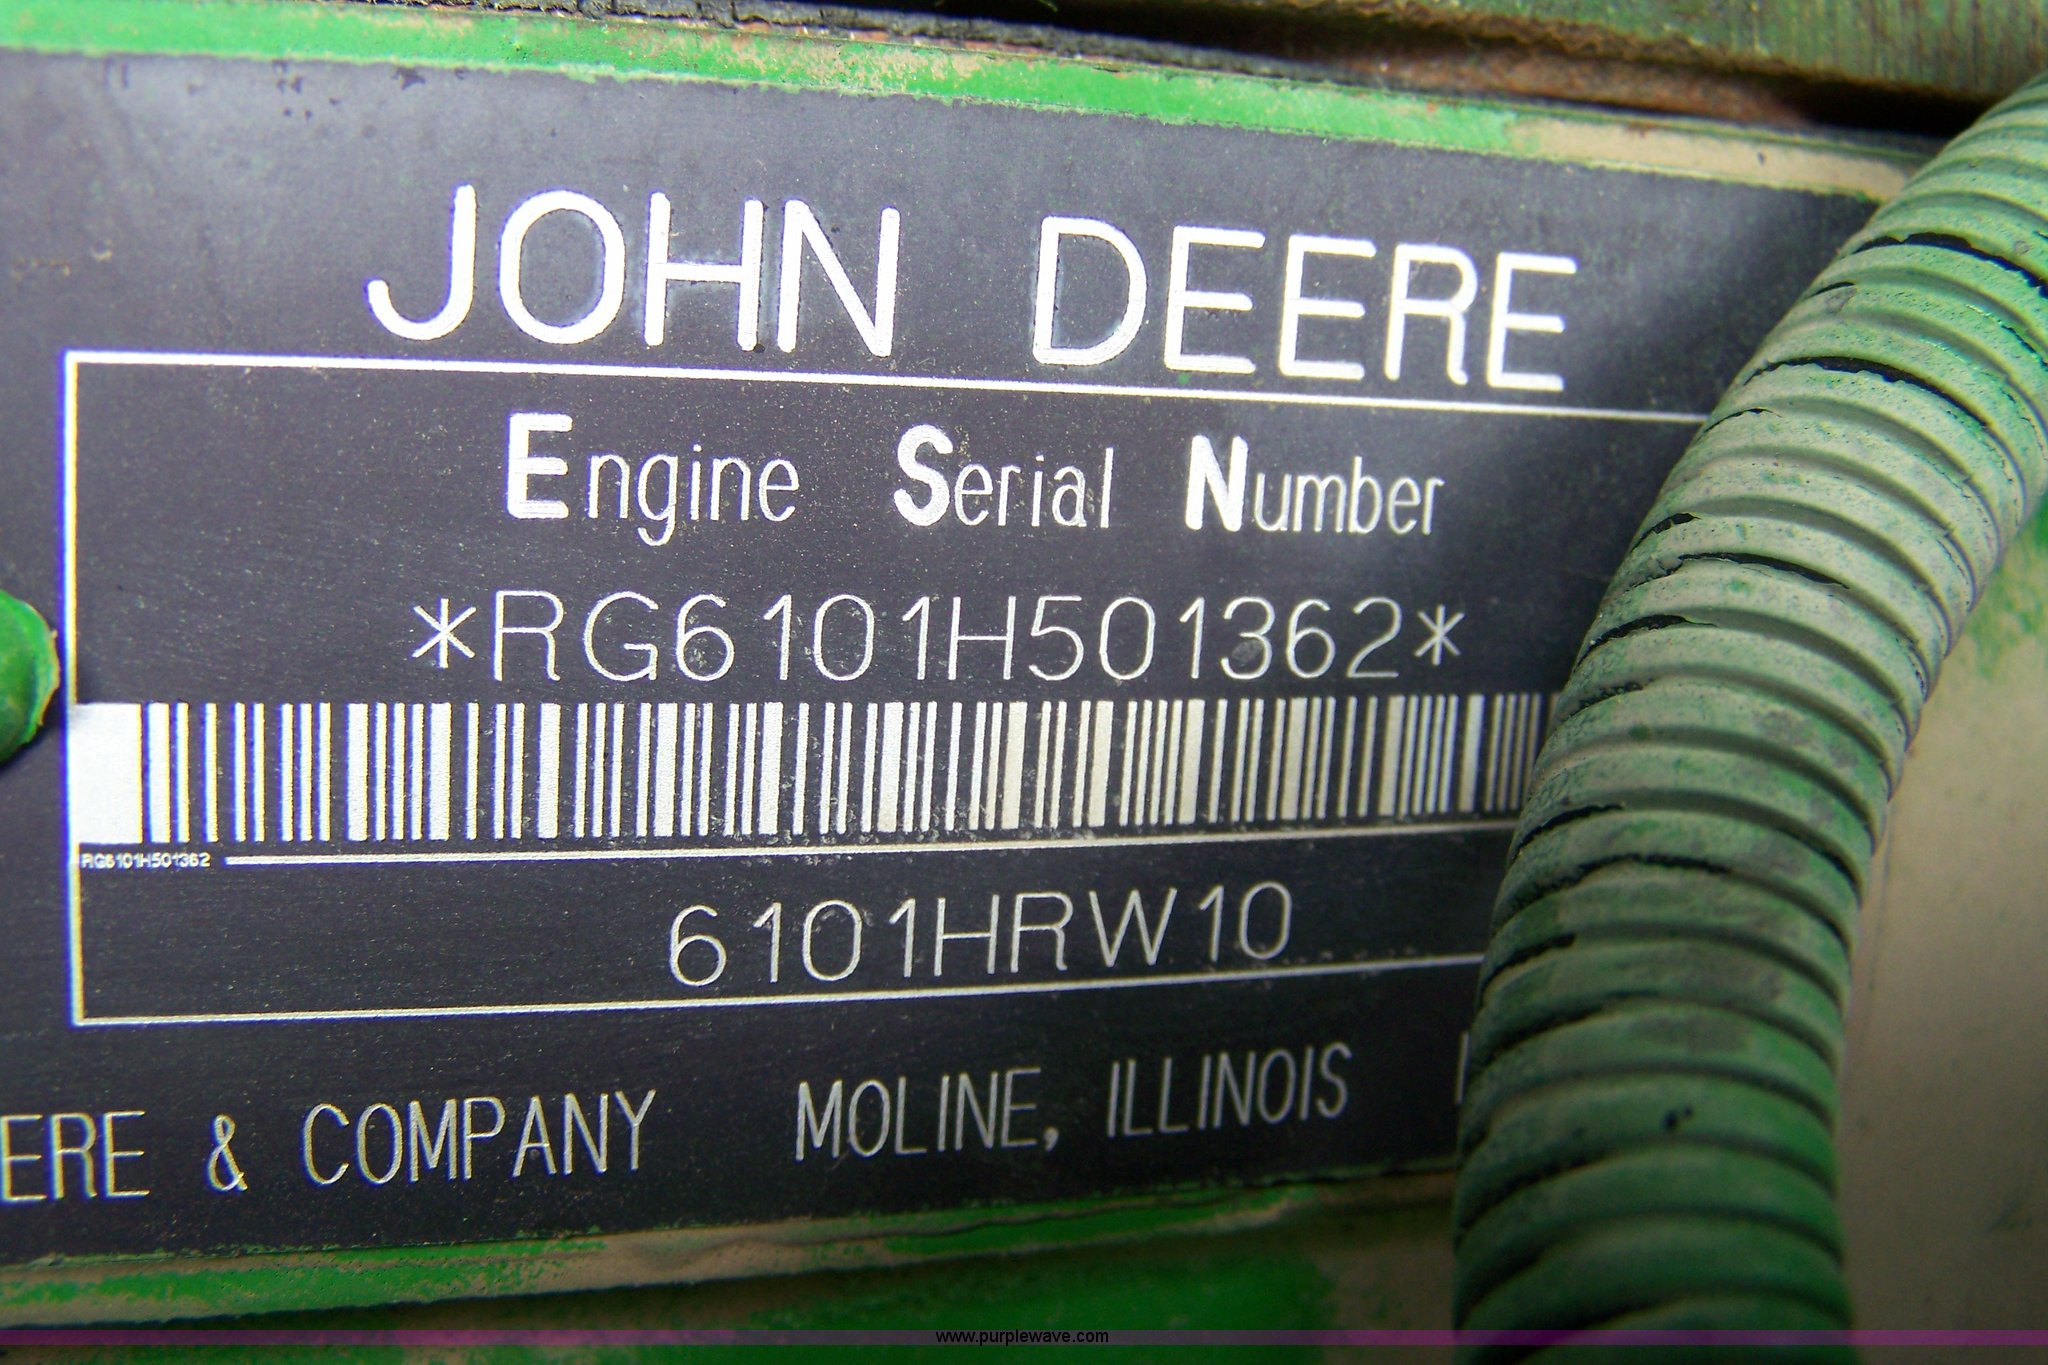 JOHN DEERE
Engine Serial Number
*RG6101H501362*
RG6101H501362
6101HRW10
ERE & COMPANY MOLINE, ILLINOIS
www.purplewave.com